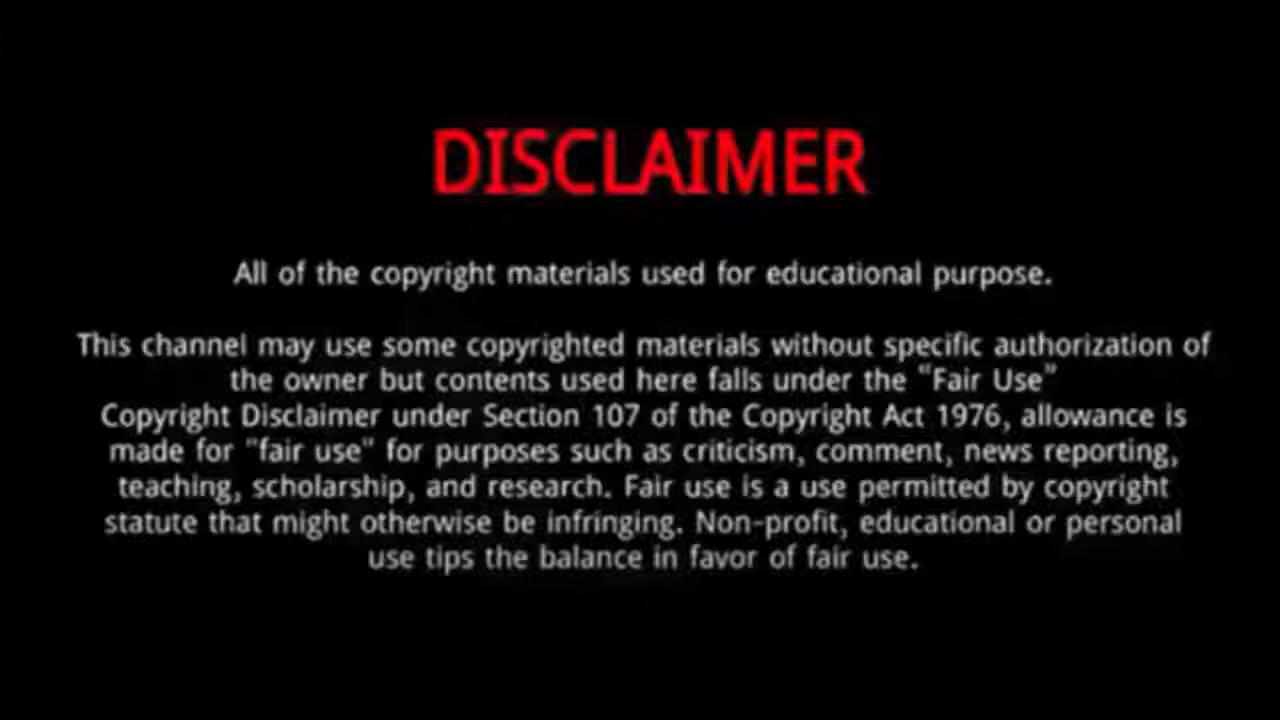 DISCLAIMER
All of the copyright materials used for educational purpose.
This channel may use some copyrighted materials without specific authorization of
the owner but contents used here falls under the “Fair Use”
Copyright Disclaimer under Section 107 of the Copyright Act 1976, allowance is
made for "fair use" for purposes such as criticism, comment, news reporting,
teaching, scholarship, and research. Fair use is a use permitted by copyright
statute that might otherwise be infringing. Non-profit, educational or personal
use tips the balance in favor of fair use.